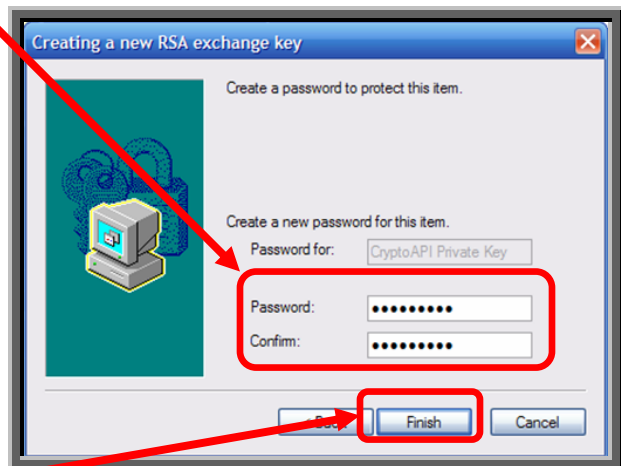 Creating a new RSA exchange key
Create a password to protect this item.
Create a new password for this item.
Password for: CryptoAPI Private Key
Password: •••••••••
Confirm: •••••••••
Finish Cancel